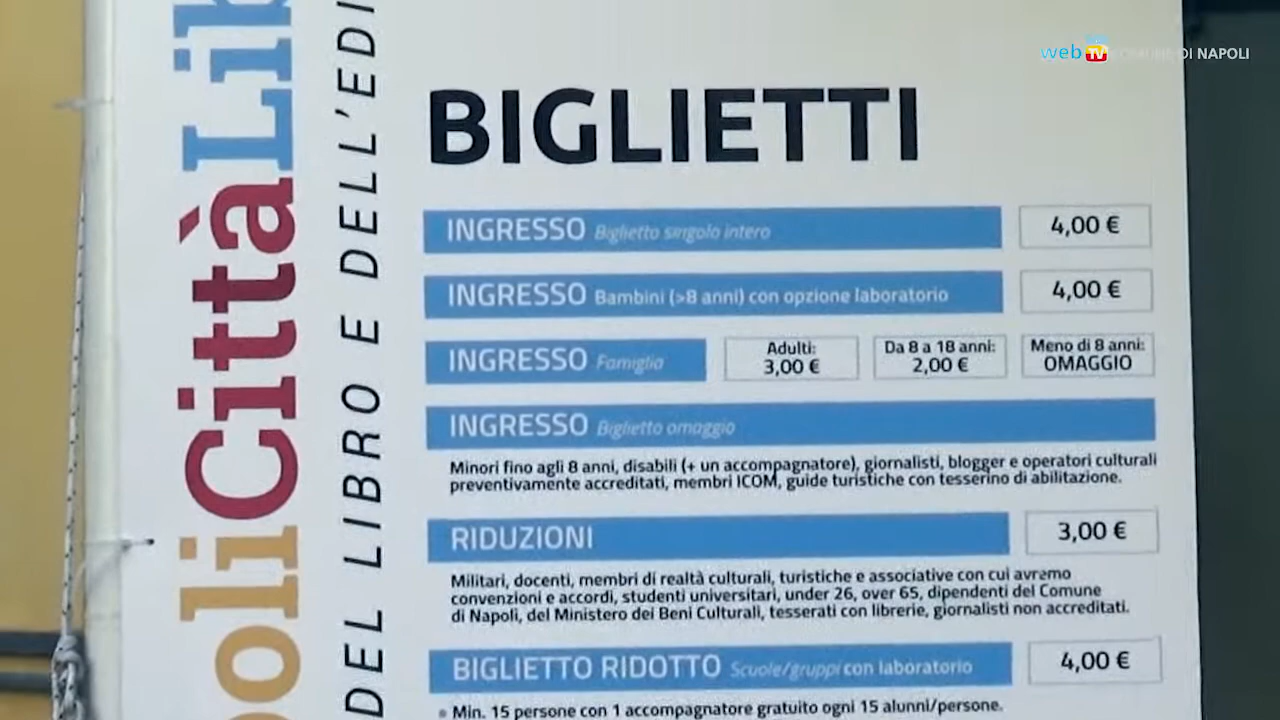 web TV COMUNE DI NAPOLI
oliCittàLib
DEL LIBRO E DELL'EDI
BIGLIETTI
INGRESSO Biglietto singolo intero 4,00 €
INGRESSO Bambini (>8 anni) con opzione laboratorio 4,00 €
INGRESSO Famiglia Adulti: 3,00 € Da 8 a 18 anni: 2,00 € Meno di 8 anni: OMAGGIO
INGRESSO Biglietto omaggio
Minori fino agli 8 anni, disabili (+ un accompagnatore), giornalisti, blogger e operatori culturali
preventivamente accreditati, membri ICOM, guide turistiche con tesserino di abilitazione.
RIDUZIONI 3,00 €
Militari, docenti, membri di realtà culturali, turistiche e associative con cui avremo
convenzioni e accordi, studenti universitari, under 26, over 65, dipendenti del Comune
di Napoli, del Ministero dei Beni Culturali, tesserati con librerie, giornalisti non accreditati.
BIGLIETTO RIDOTTO Scuole/gruppi con laboratorio 4,00 €
• Min. 15 persone con 1 accompagnatore gratuito ogni 15 alunni/persone.